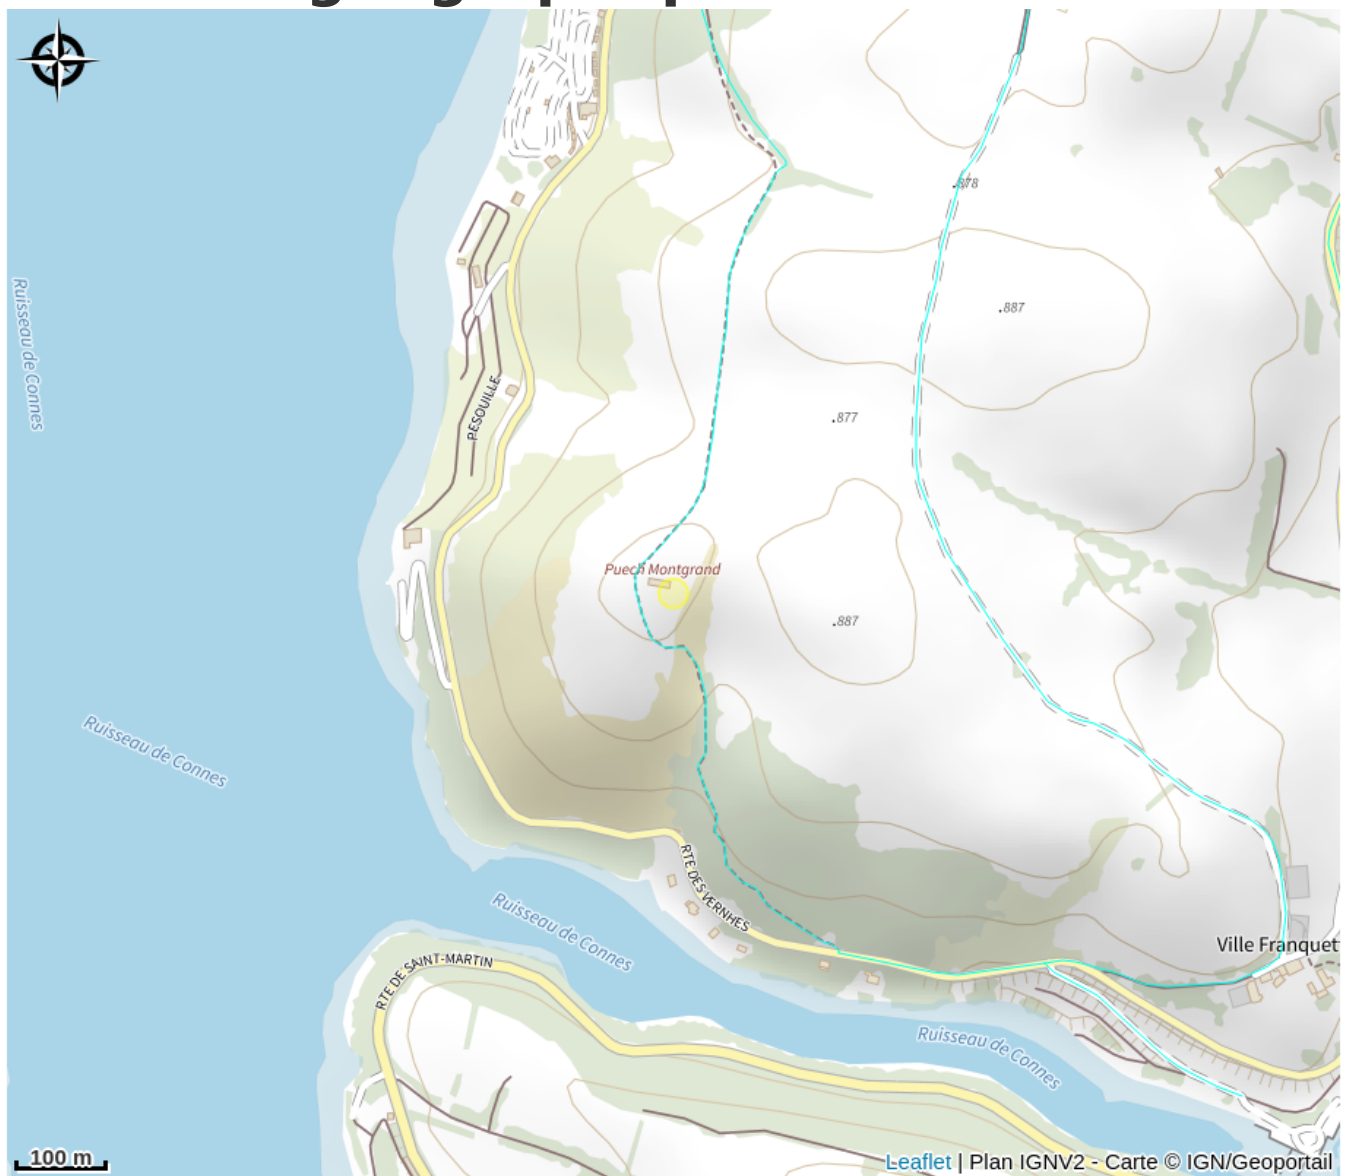 .878
Ruisseau de Connes
.887
PESOUILLE
.877
Puech Montgrand
.887
Ruisseau de Connes
RTE DES VERNHES
Ruisseau de Connes
Ville Franquet
RTE DE SAINT-MARTIN
Ruisseau de Connes
100 m
Leaflet | Plan IGNV2 - Carte © IGN/Geoportail